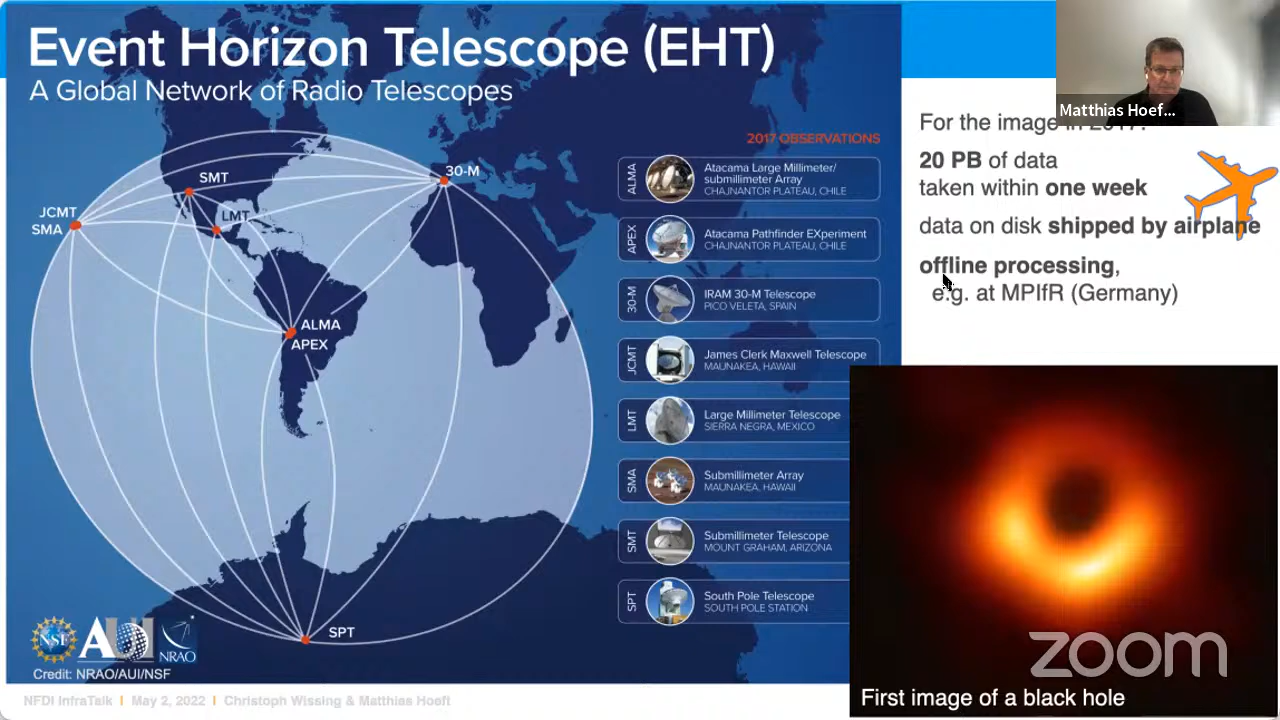 Event Horizon Telescope (EHT)
A Global Network of Radio Telescopes
2017 OBSERVATIONS
SMT
30-M
JCMT
SMA
LMT
ALMA
APEX
SPT
ALMA
Atacama Large Millimeter/
submillimeter Array
CHAJNANTOR PLATEAU, CHILE
APEX
Atacama Pathfinder EXperiment
CHAJNANTOR PLATEAU, CHILE
30-M
IRAM 30-M Telescope
PICO VELETA, SPAIN
JCMT
James Clerk Maxwell Telescope
MAUNAKEA, HAWAII
LMT
Large Millimeter Telescope
SIERRA NEGRA, MEXICO
SMA
Submillimeter Array
MAUNAKEA, HAWAII
SMT
Submillimeter Telescope
MOUNT GRAHAM, ARIZONA
SPT
South Pole Telescope
SOUTH POLE STATION
NSF
AUI
NRAO
Credit: NRAO/AUI/NSF
NFDI InfraTalk | May 2, 2022 | Christoph Wissing & Matthias Hoeft
Matthias Hoef...
For the image in 2017:
20 PB of data
taken within one week
data on disk shipped by airplane
offline processing,
e.g. at MPIfR (Germany)
zoom
First image of a black hole